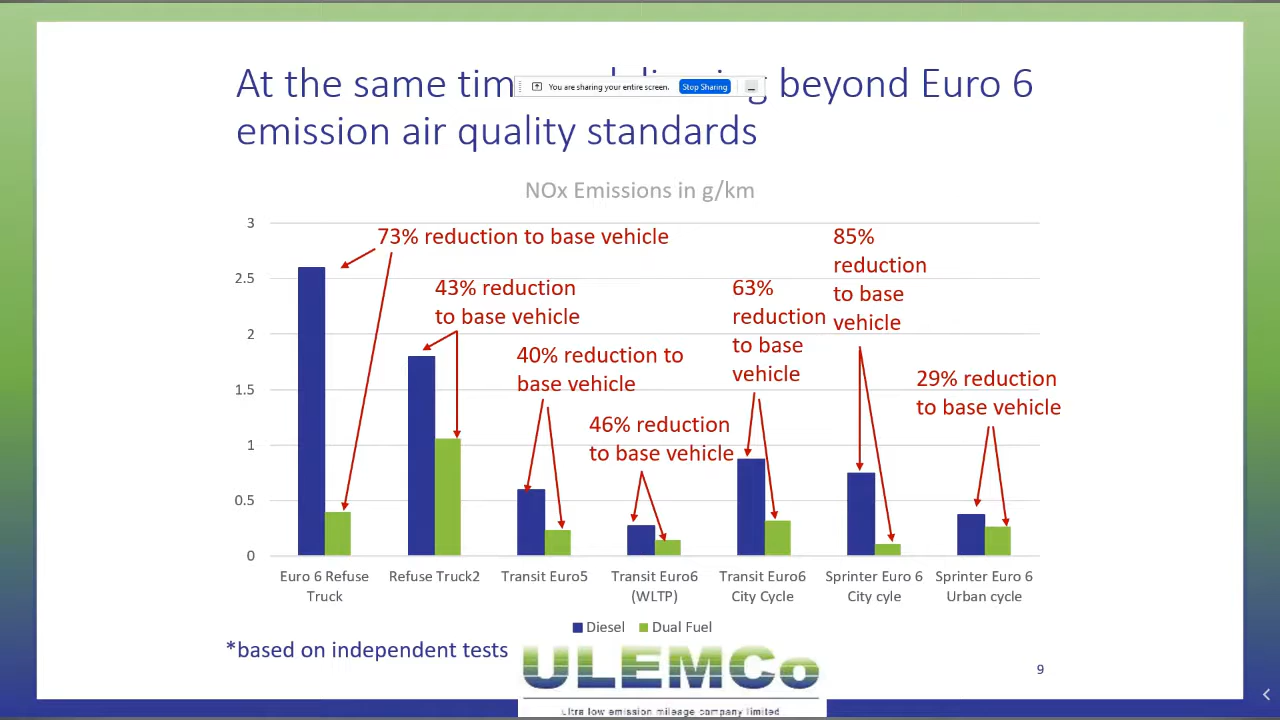 At the same tim
beyond Euro 6
emission air quality standards
You are sharing your entire screen.
Stop Sharing
NOx Emissions in g/km
3
2.5
2
1.5
1
0.5
0
73% reduction to base vehicle
43% reduction
to base vehicle
40% reduction to
base vehicle
46% reduction
to base vehicle
63%
reduction
to base
vehicle
85%
reduction
to base
vehicle
29% reduction
to base vehicle
Euro 6 Refuse
Truck
Refuse Truck2
Transit Euro5
Transit Euro6
(WLTP)
Transit Euro6
City Cycle
Sprinter Euro 6
City cyle
Sprinter Euro 6
Urban cycle
Diesel
Dual Fuel
*based on independent tests
ULEMCo
Ultra low emission mileage company limited
9